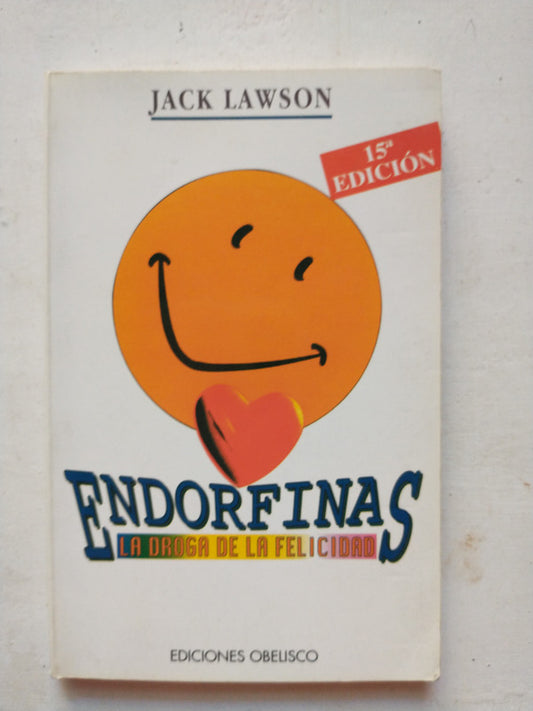 JACK LAWSON
15ª
EDICIÓN
ENDORFINAS
LA DROGA DE LA FELICIDAD
EDICIONES OBELISCO